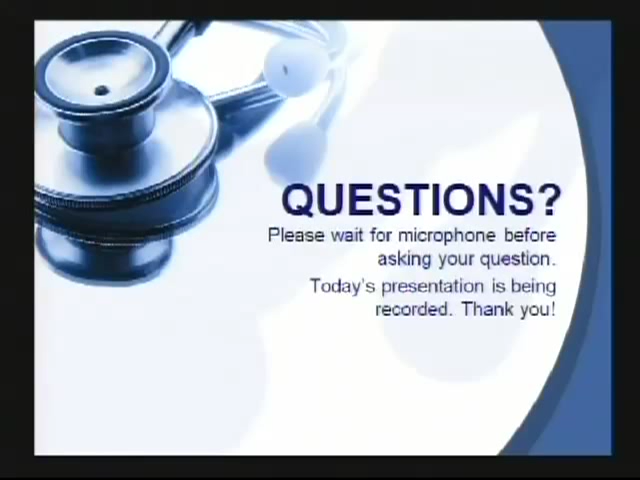 QUESTIONS?
Please wait for microphone before
asking your question.
Today's presentation is being
recorded. Thank you!